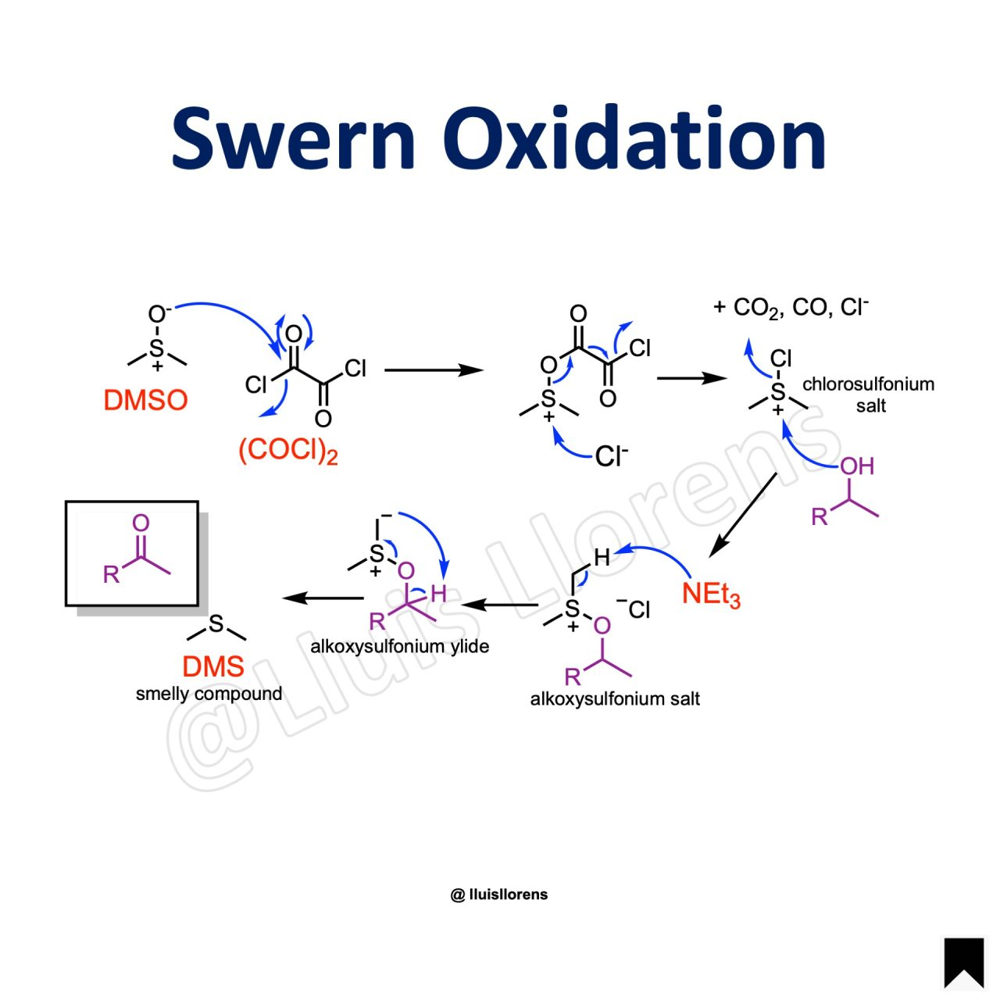 Swern Oxidation
O-
S
+
DMSO
O
Cl
Cl
O
(COCl)2
O
O
Cl
O
S
+
Cl-
+ CO2, CO, Cl-
Cl
S
+
chlorosulfonium
salt
OH
R
H
NEt3
S
+
O
−Cl
R
alkoxysulfonium salt
−
S
+
O
H
R
alkoxysulfonium ylide
O
R
S
DMS
smelly compound
@Lluis Llorens
@ lluisllorens